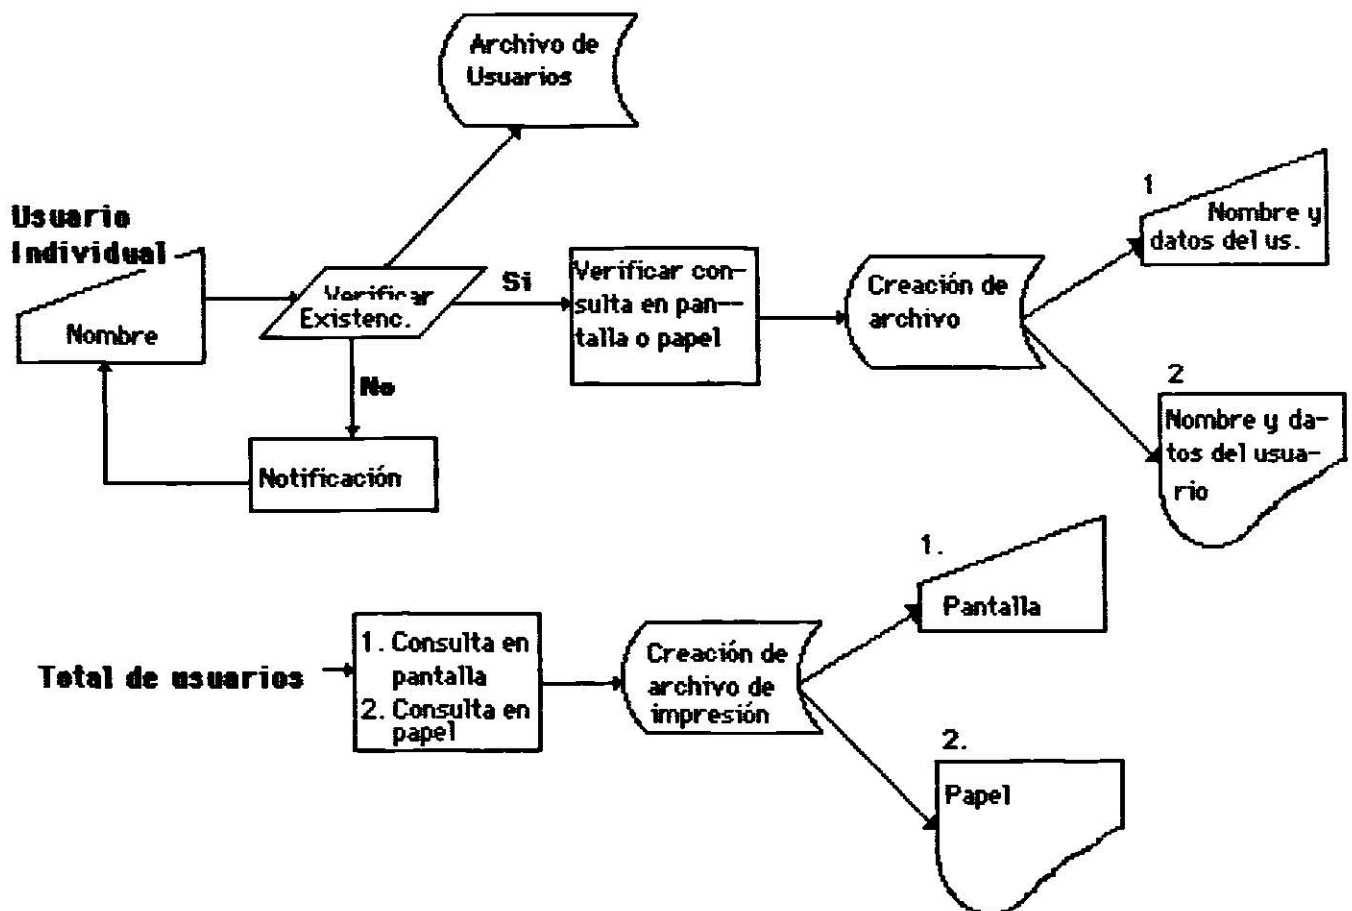 Archivo de
Usuarios
Usuario
Individual
Nombre
Verificar
Existenc.
Si
No
Notificación
Verificar con-
sulta en pan--
talla o papel
Creación de
archivo
1
Nombre y
datos del us.
2
Nombre y da-
tos del usua-
rio
Total de usuarios
1. Consulta en
pantalla
2. Consulta en
papel
Creación de
archivo de
impresión
1.
Pantalla
2.
Papel